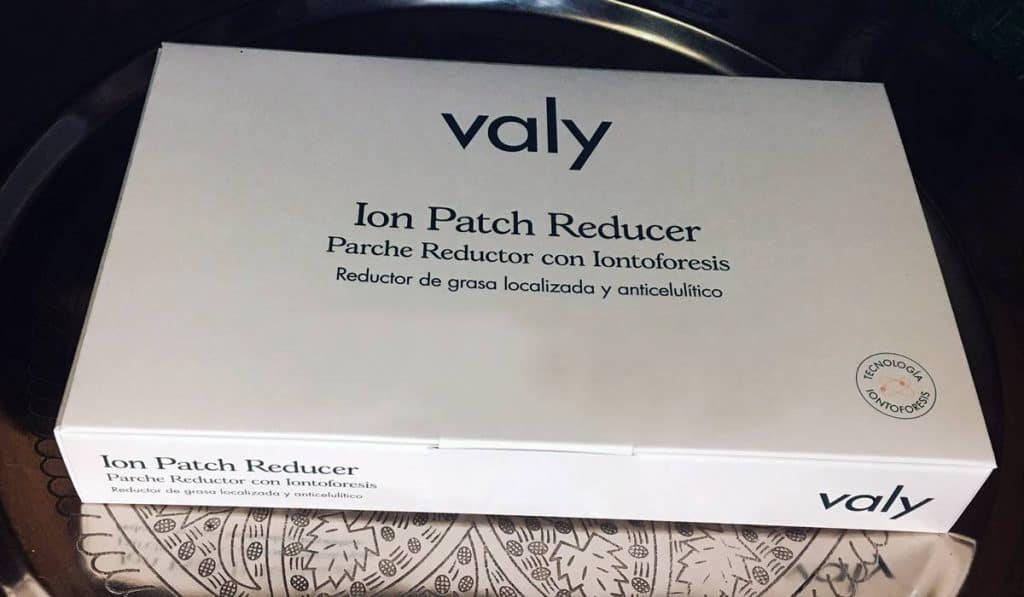 valy
Ion Patch Reducer
Parche Reductor con Iontoforesis
Reductor de grasa localizada y anticelulítico
TECNOLOGÍA
IONTOFORESIS
Ion Patch Reducer
Parche Reductor con Iontoforesis
Reductor de grasa localizada y anticelulítico
valy